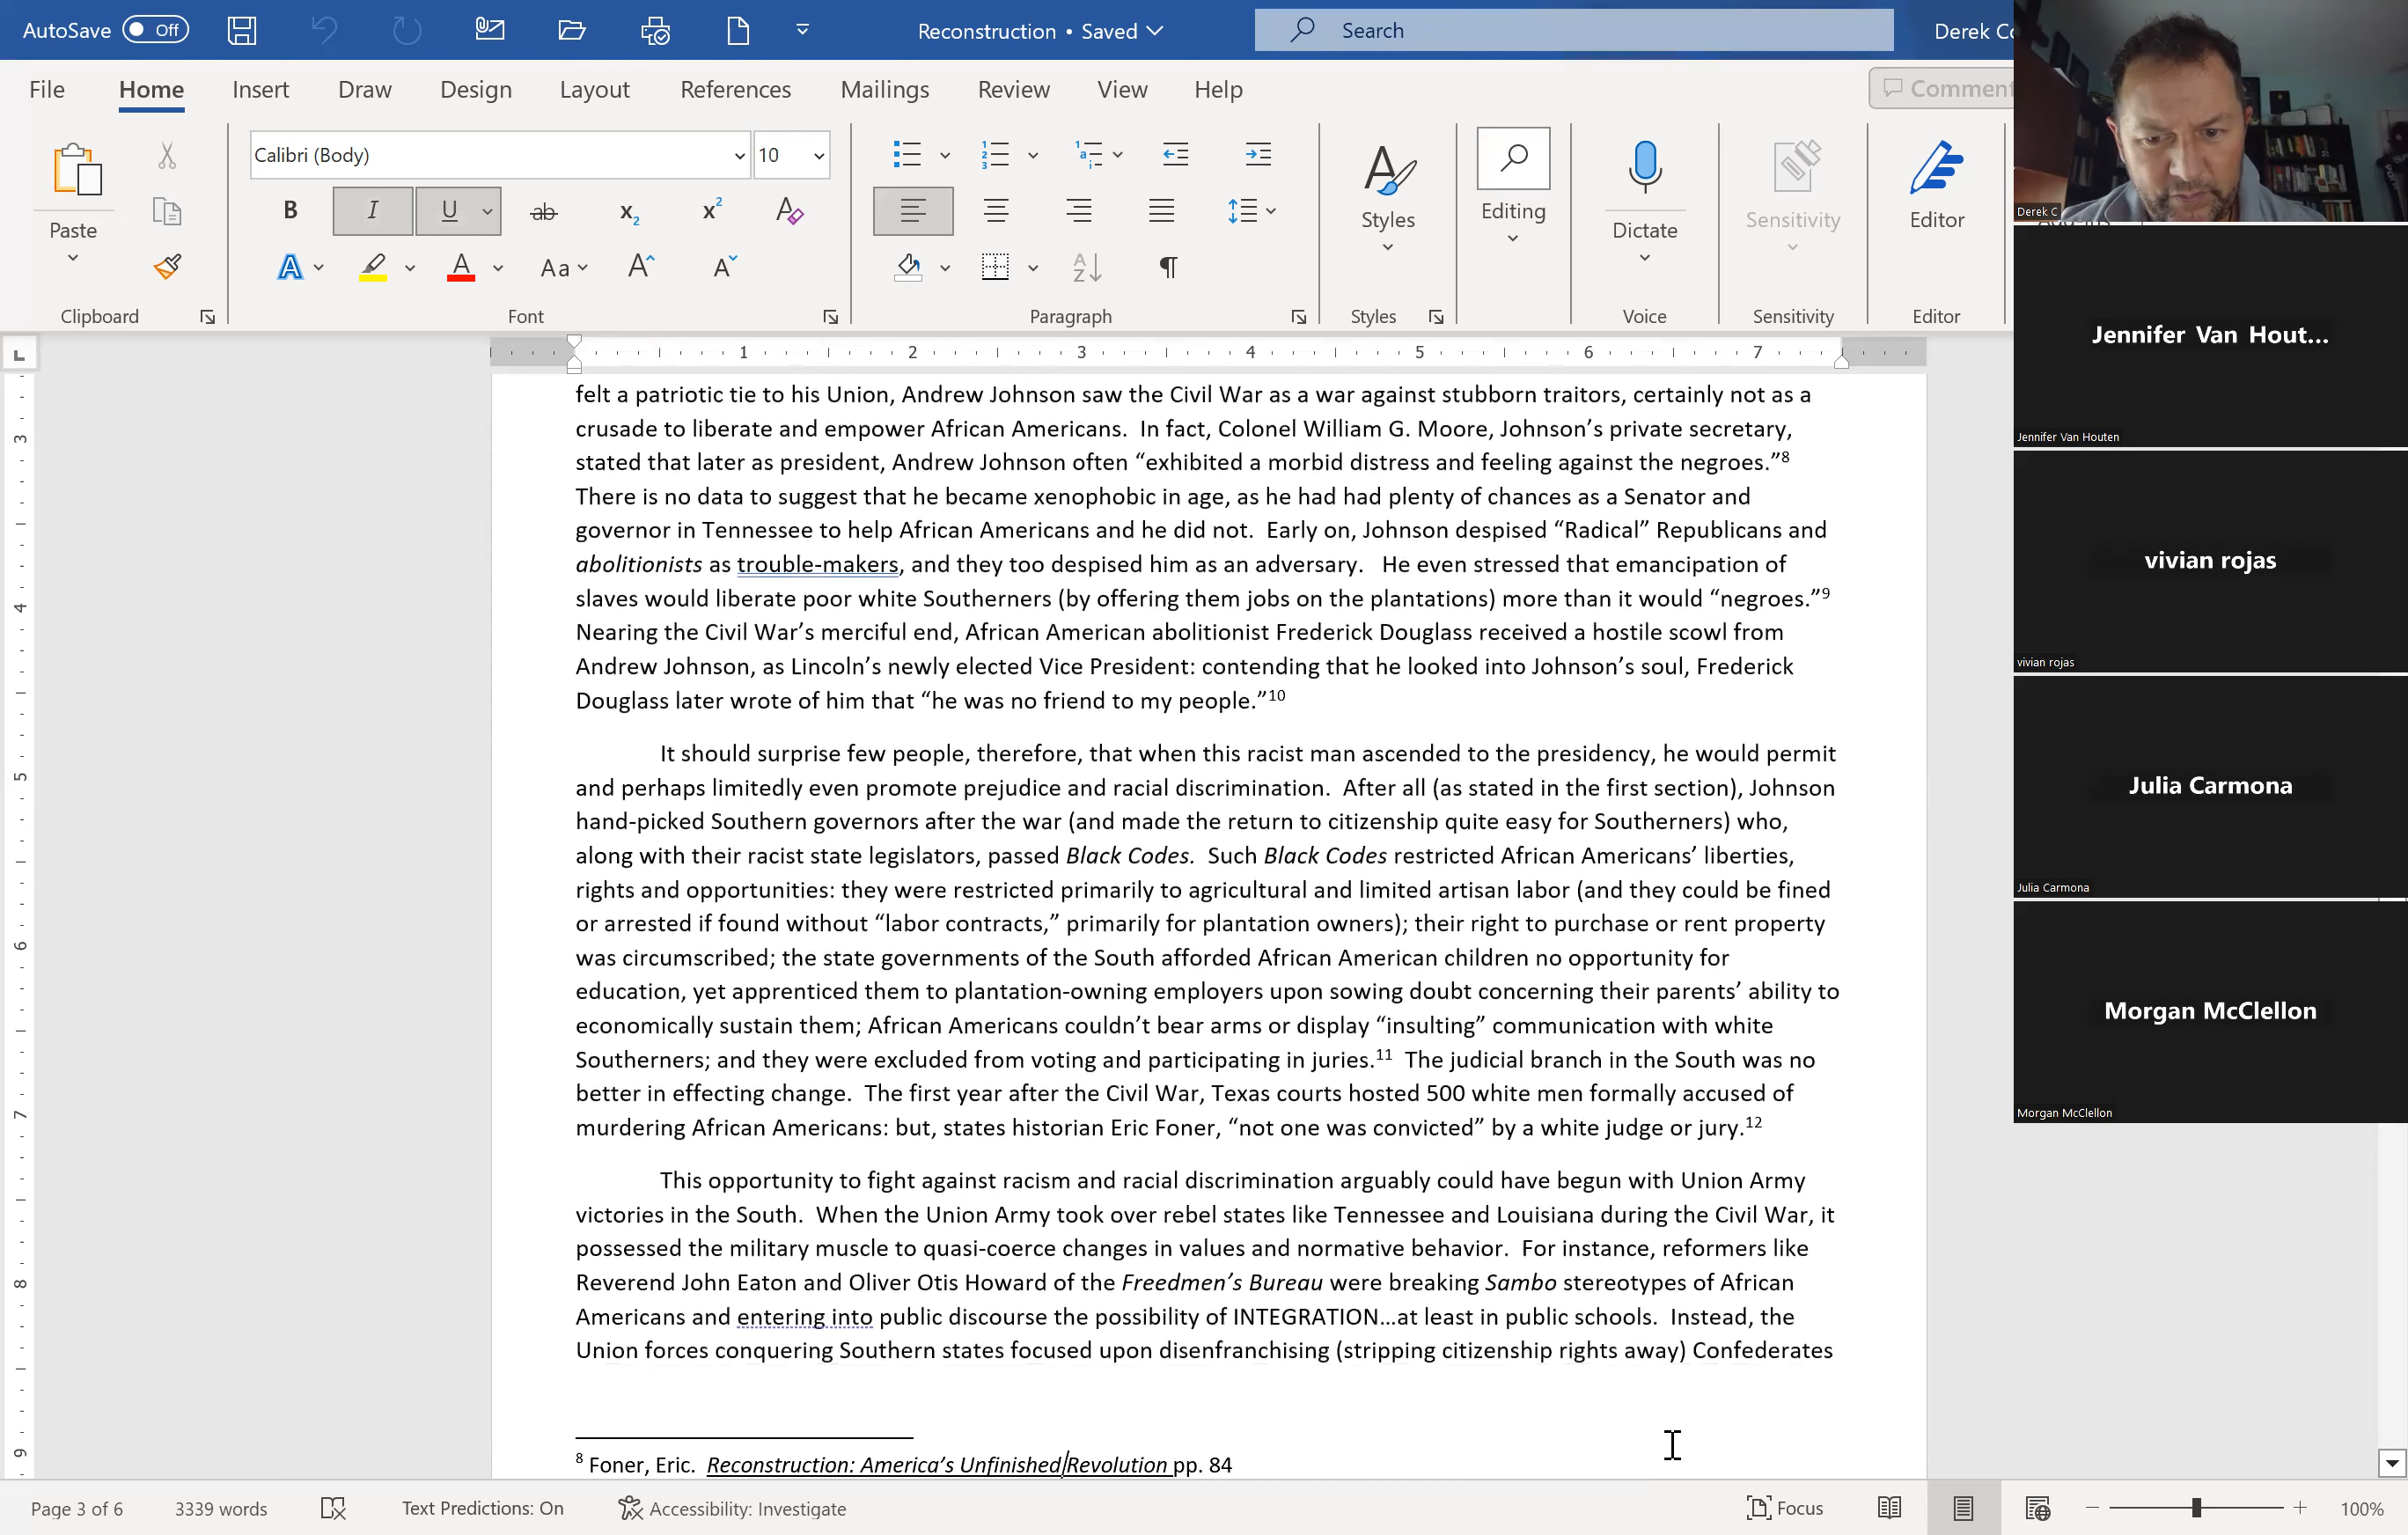 AutoSave Off Reconstruction • Saved Search Derek Co
File Home Insert Draw Design Layout References Mailings Review View Help Comment
Paste Calibri (Body) 10 Styles Editing Dictate Sensitivity Editor
Clipboard Font Paragraph Styles Voice Sensitivity Editor
1 2 3 4 5 6 7
felt a patriotic tie to his Union, Andrew Johnson saw the Civil War as a war against stubborn traitors, certainly not as a
crusade to liberate and empower African Americans.  In fact, Colonel William G. Moore, Johnson’s private secretary,
stated that later as president, Andrew Johnson often “exhibited a morbid distress and feeling against the negroes.”8
There is no data to suggest that he became xenophobic in age, as he had had plenty of chances as a Senator and
governor in Tennessee to help African Americans and he did not.  Early on, Johnson despised “Radical” Republicans and
abolitionists as trouble-makers, and they too despised him as an adversary.   He even stressed that emancipation of
slaves would liberate poor white Southerners (by offering them jobs on the plantations) more than it would “negroes.”9
Nearing the Civil War’s merciful end, African American abolitionist Frederick Douglass received a hostile scowl from
Andrew Johnson, as Lincoln’s newly elected Vice President: contending that he looked into Johnson’s soul, Frederick
Douglass later wrote of him that “he was no friend to my people.”10
It should surprise few people, therefore, that when this racist man ascended to the presidency, he would permit
and perhaps limitedly even promote prejudice and racial discrimination.  After all (as stated in the first section), Johnson
hand-picked Southern governors after the war (and made the return to citizenship quite easy for Southerners) who,
along with their racist state legislators, passed Black Codes.  Such Black Codes restricted African Americans’ liberties,
rights and opportunities: they were restricted primarily to agricultural and limited artisan labor (and they could be fined
or arrested if found without “labor contracts,” primarily for plantation owners); their right to purchase or rent property
was circumscribed; the state governments of the South afforded African American children no opportunity for
education, yet apprenticed them to plantation-owning employers upon sowing doubt concerning their parents’ ability to
economically sustain them; African Americans couldn’t bear arms or display “insulting” communication with white
Southerners; and they were excluded from voting and participating in juries.11  The judicial branch in the South was no
better in effecting change.  The first year after the Civil War, Texas courts hosted 500 white men formally accused of
murdering African Americans: but, states historian Eric Foner, “not one was convicted” by a white judge or jury.12
This opportunity to fight against racism and racial discrimination arguably could have begun with Union Army
victories in the South.  When the Union Army took over rebel states like Tennessee and Louisiana during the Civil War, it
possessed the military muscle to quasi-coerce changes in values and normative behavior.  For instance, reformers like
Reverend John Eaton and Oliver Otis Howard of the Freedmen’s Bureau were breaking Sambo stereotypes of African
Americans and entering into public discourse the possibility of INTEGRATION…at least in public schools.  Instead, the
Union forces conquering Southern states focused upon disenfranchising (stripping citizenship rights away) Confederates
8 Foner, Eric.  Reconstruction: America’s Unfinished Revolution pp. 84
Page 3 of 6 3339 words Text Predictions: On Accessibility: Investigate Focus 100%
Derek C
Jennifer Van Hout...
Jennifer Van Houten
vivian rojas
vivian rojas
Julia Carmona
Julia Carmona
Morgan McClellon
Morgan McClellon